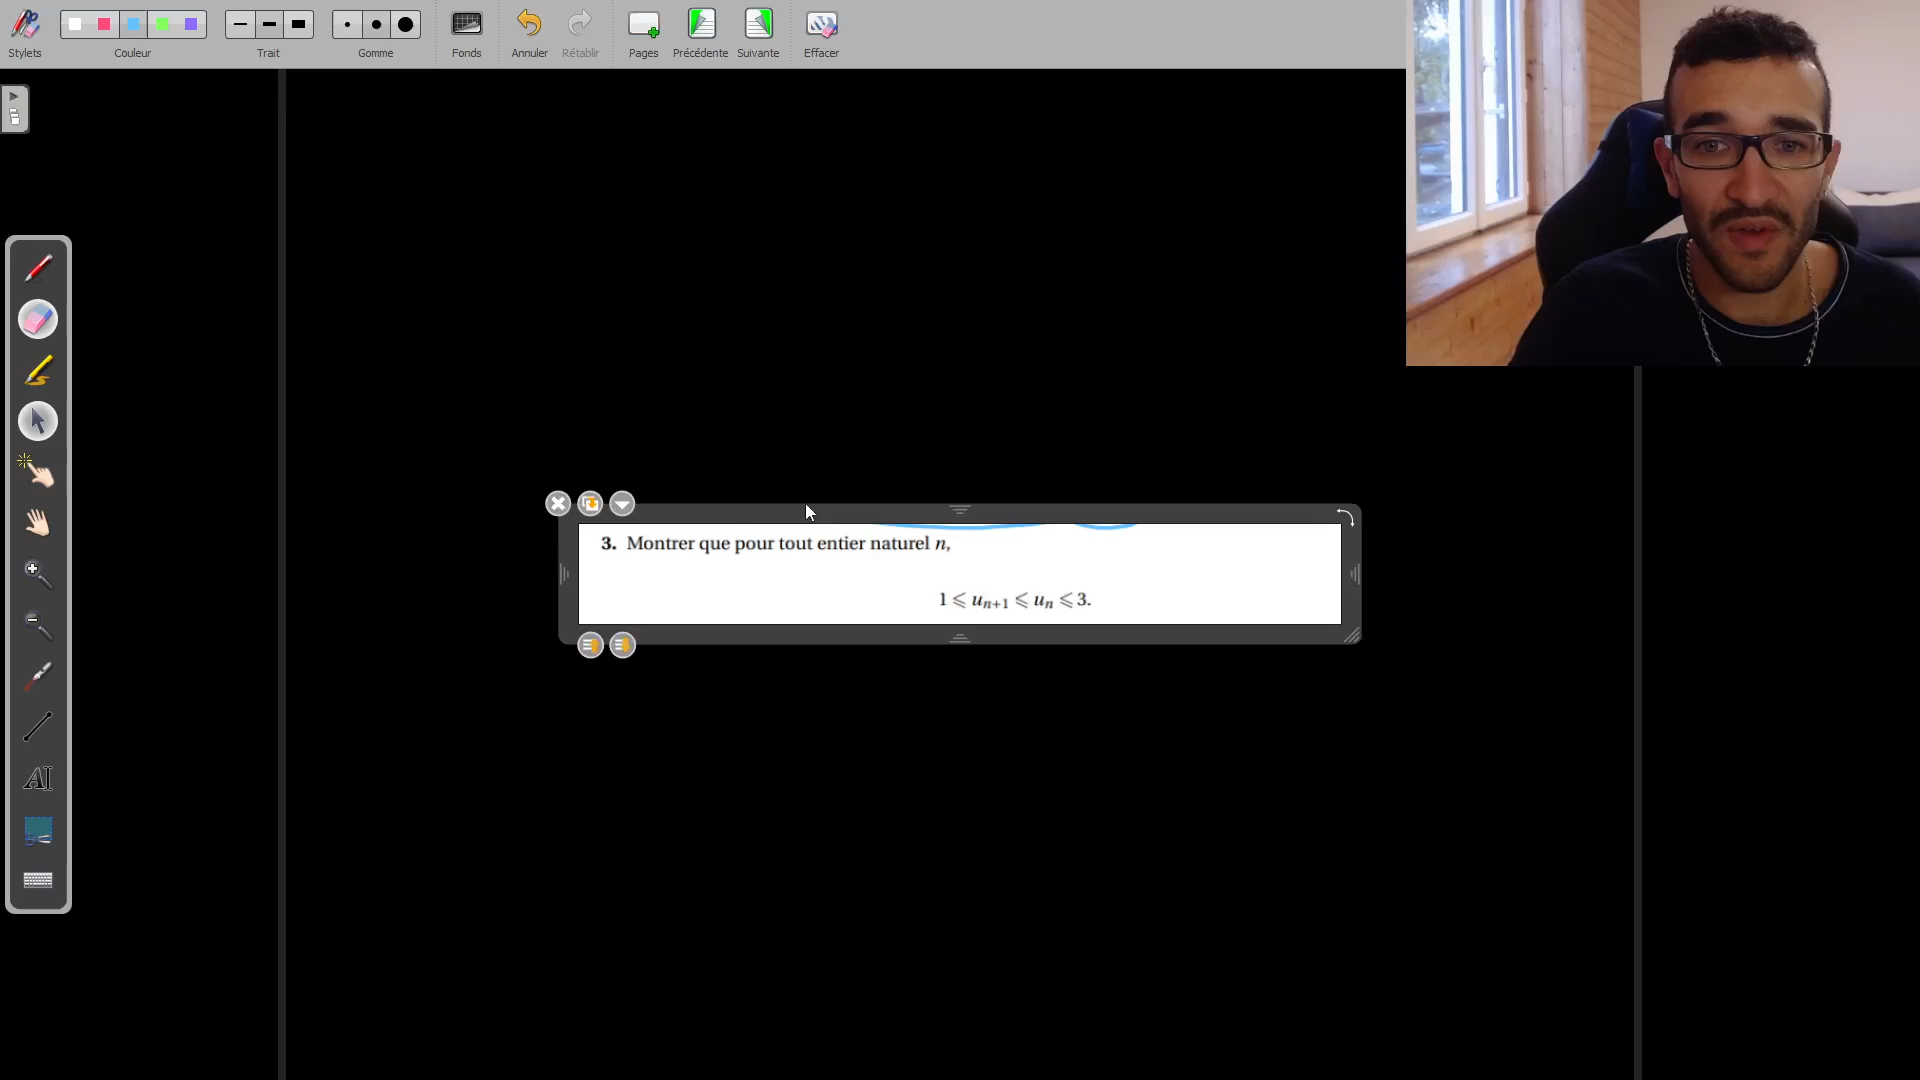 Stylets
Couleur
Trait
Gomme
Fonds
Annuler
Rétablir
Pages
Précédente
Suivante
Effacer
3. Montrer que pour tout entier naturel n,
1 ⩽ uₙ₊₁ ⩽ uₙ ⩽ 3.